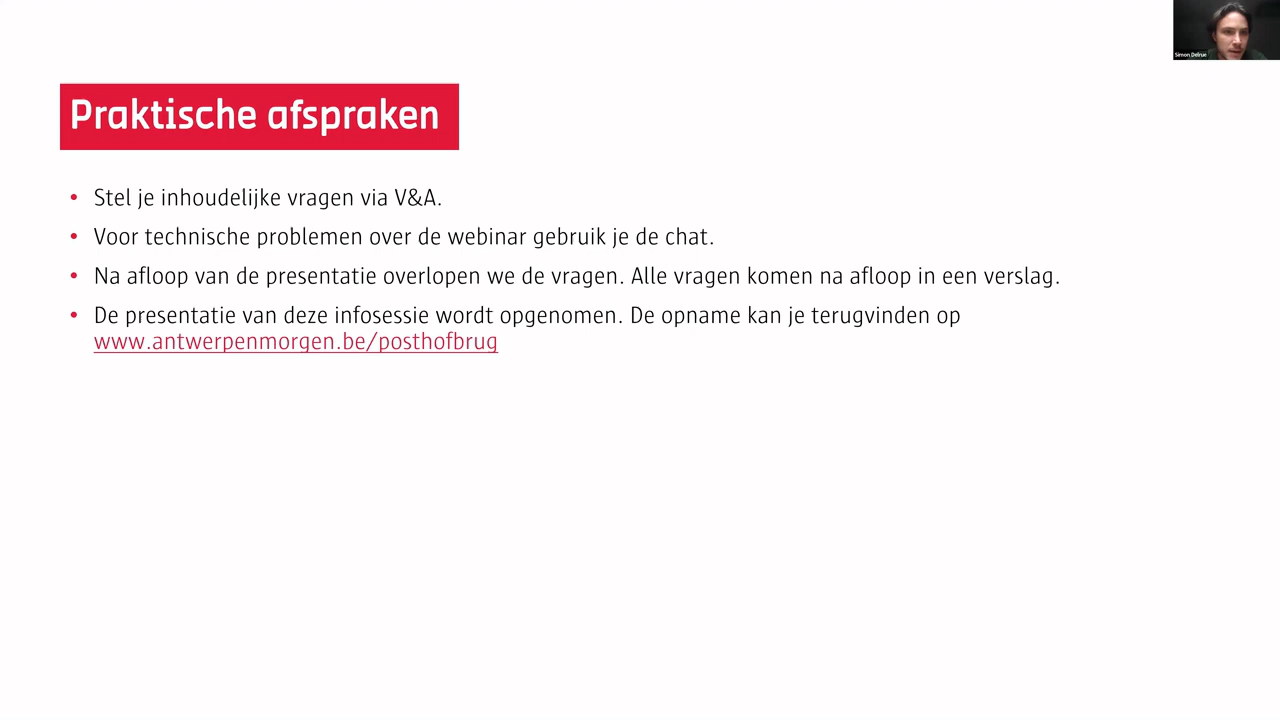 Simon Delrue
Praktische afspraken
• Stel je inhoudelijke vragen via V&A.
• Voor technische problemen over de webinar gebruik je de chat.
• Na afloop van de presentatie overlopen we de vragen. Alle vragen komen na afloop in een verslag.
• De presentatie van deze infosessie wordt opgenomen. De opname kan je terugvinden op
www.antwerpenmorgen.be/posthofbrug